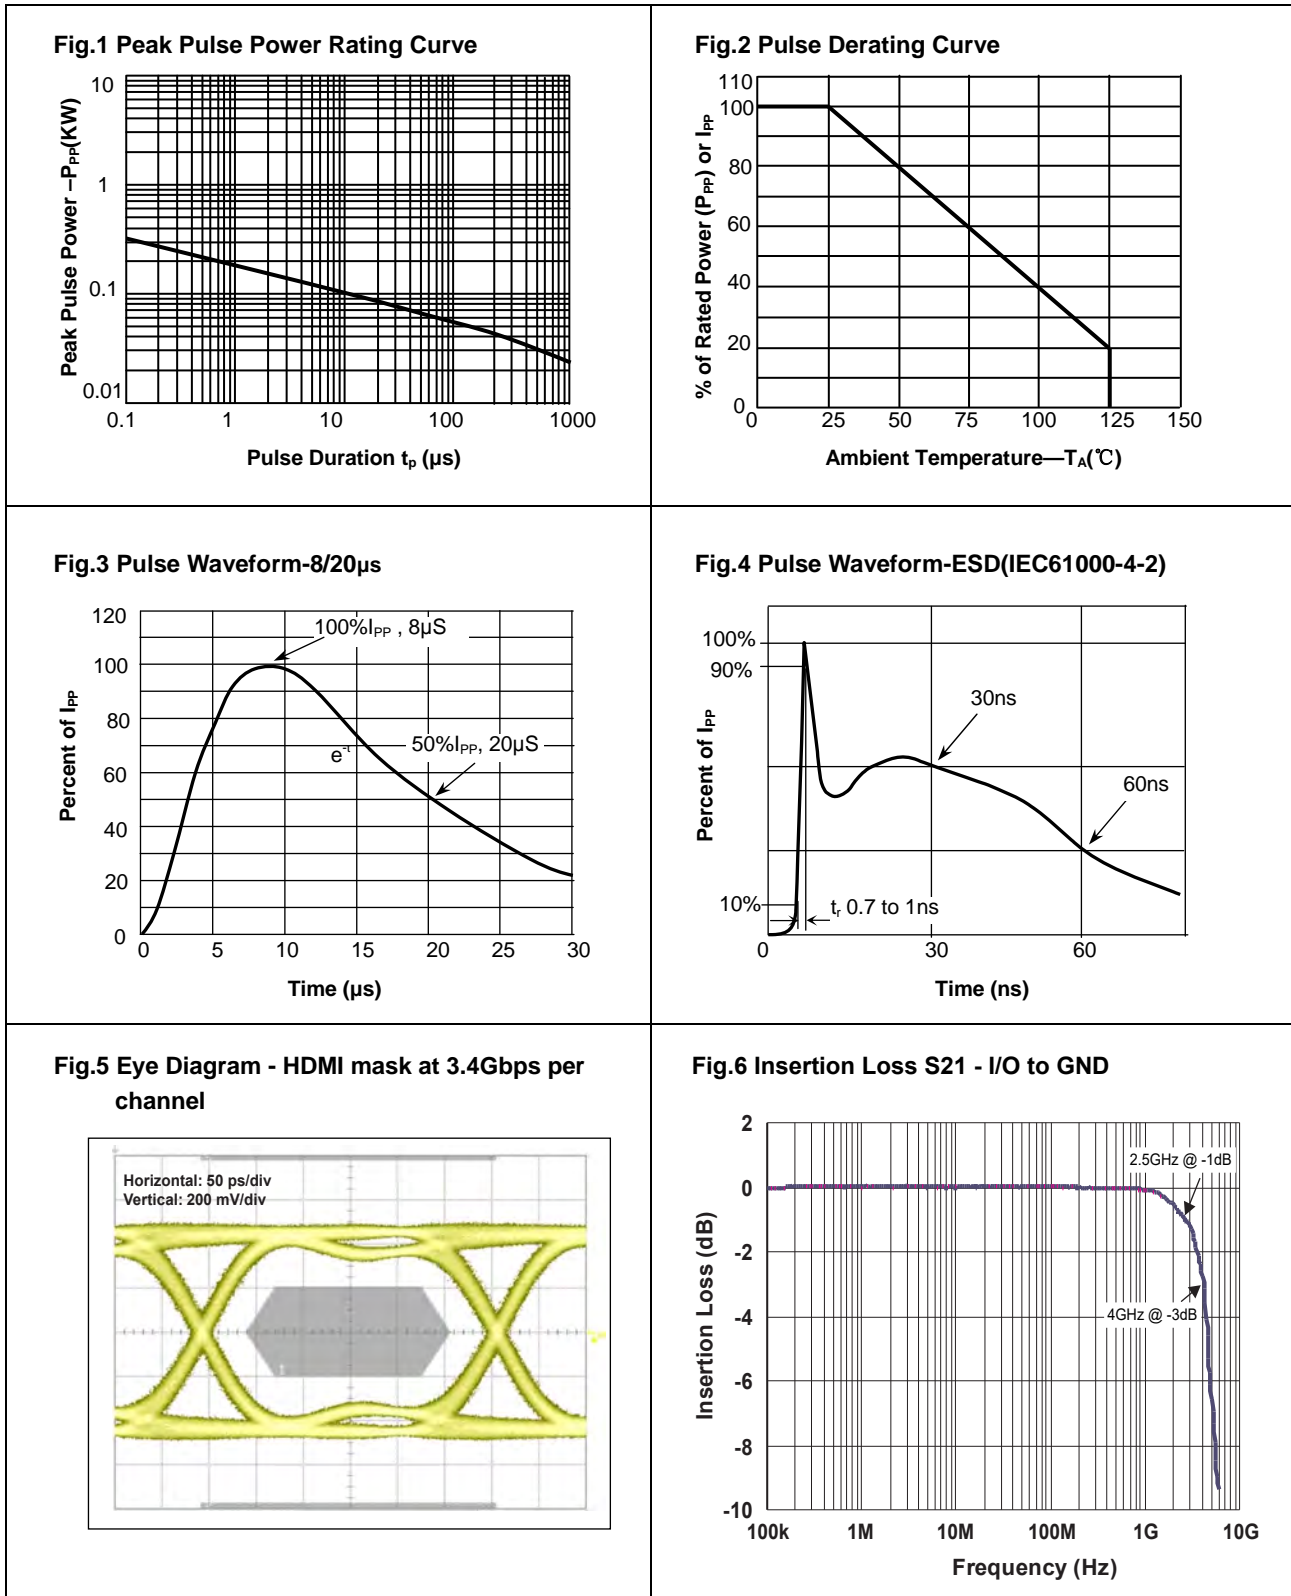 Fig.1 Peak Pulse Power Rating Curve
Peak Pulse Power –PPP(KW)
10
1
0.1
0.01
0.1 1 10 100 1000
Pulse Duration tp (µs)
Fig.2 Pulse Derating Curve
% of Rated Power (PPP) or IPP
110
100
80
60
40
20
0
0 25 50 75 100 125 150
Ambient Temperature—TA(℃)
Fig.3 Pulse Waveform-8/20µs
Percent of IPP
120
100
80
60
40
20
0
100%IPP , 8µS
e-t
50%IPP, 20µS
0 5 10 15 20 25 30
Time (µs)
Fig.4 Pulse Waveform-ESD(IEC61000-4-2)
Percent of IPP
100%
90%
10%
30ns
60ns
tr 0.7 to 1ns
0 30 60
Time (ns)
Fig.5 Eye Diagram - HDMI mask at 3.4Gbps per
channel
Horizontal: 50 ps/div
Vertical: 200 mV/div
Fig.6 Insertion Loss S21 - I/O to GND
Insertion Loss (dB)
2
0
-2
-4
-6
-8
-10
2.5GHz @ -1dB
4GHz @ -3dB
100k 1M 10M 100M 1G 10G
Frequency (Hz)